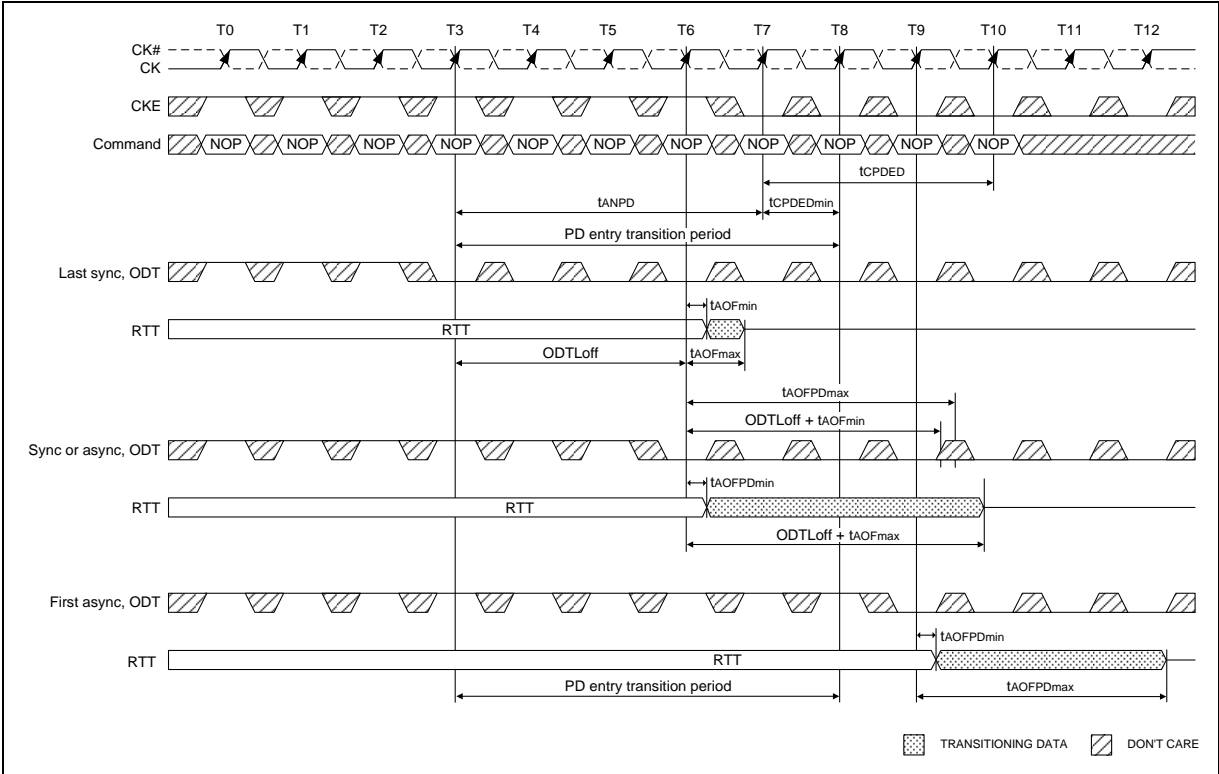 T0 T1 T2 T3 T4 T5 T6 T7 T8 T9 T10 T11 T12
CK#
CK
CKE
Command NOP NOP NOP NOP NOP NOP NOP NOP NOP NOP NOP
tCPDED
tANPD tCPDEDmin
PD entry transition period
Last sync, ODT
tAOFmin
RTT RTT
ODTLoff tAOFmax
tAOFPDmax
ODTLoff + tAOFmin
Sync or async, ODT
tAOFPDmin
RTT RTT
ODTLoff + tAOFmax
First async, ODT
tAOFPDmin
RTT RTT
PD entry transition period tAOFPDmax
TRANSITIONING DATA DON'T CARE